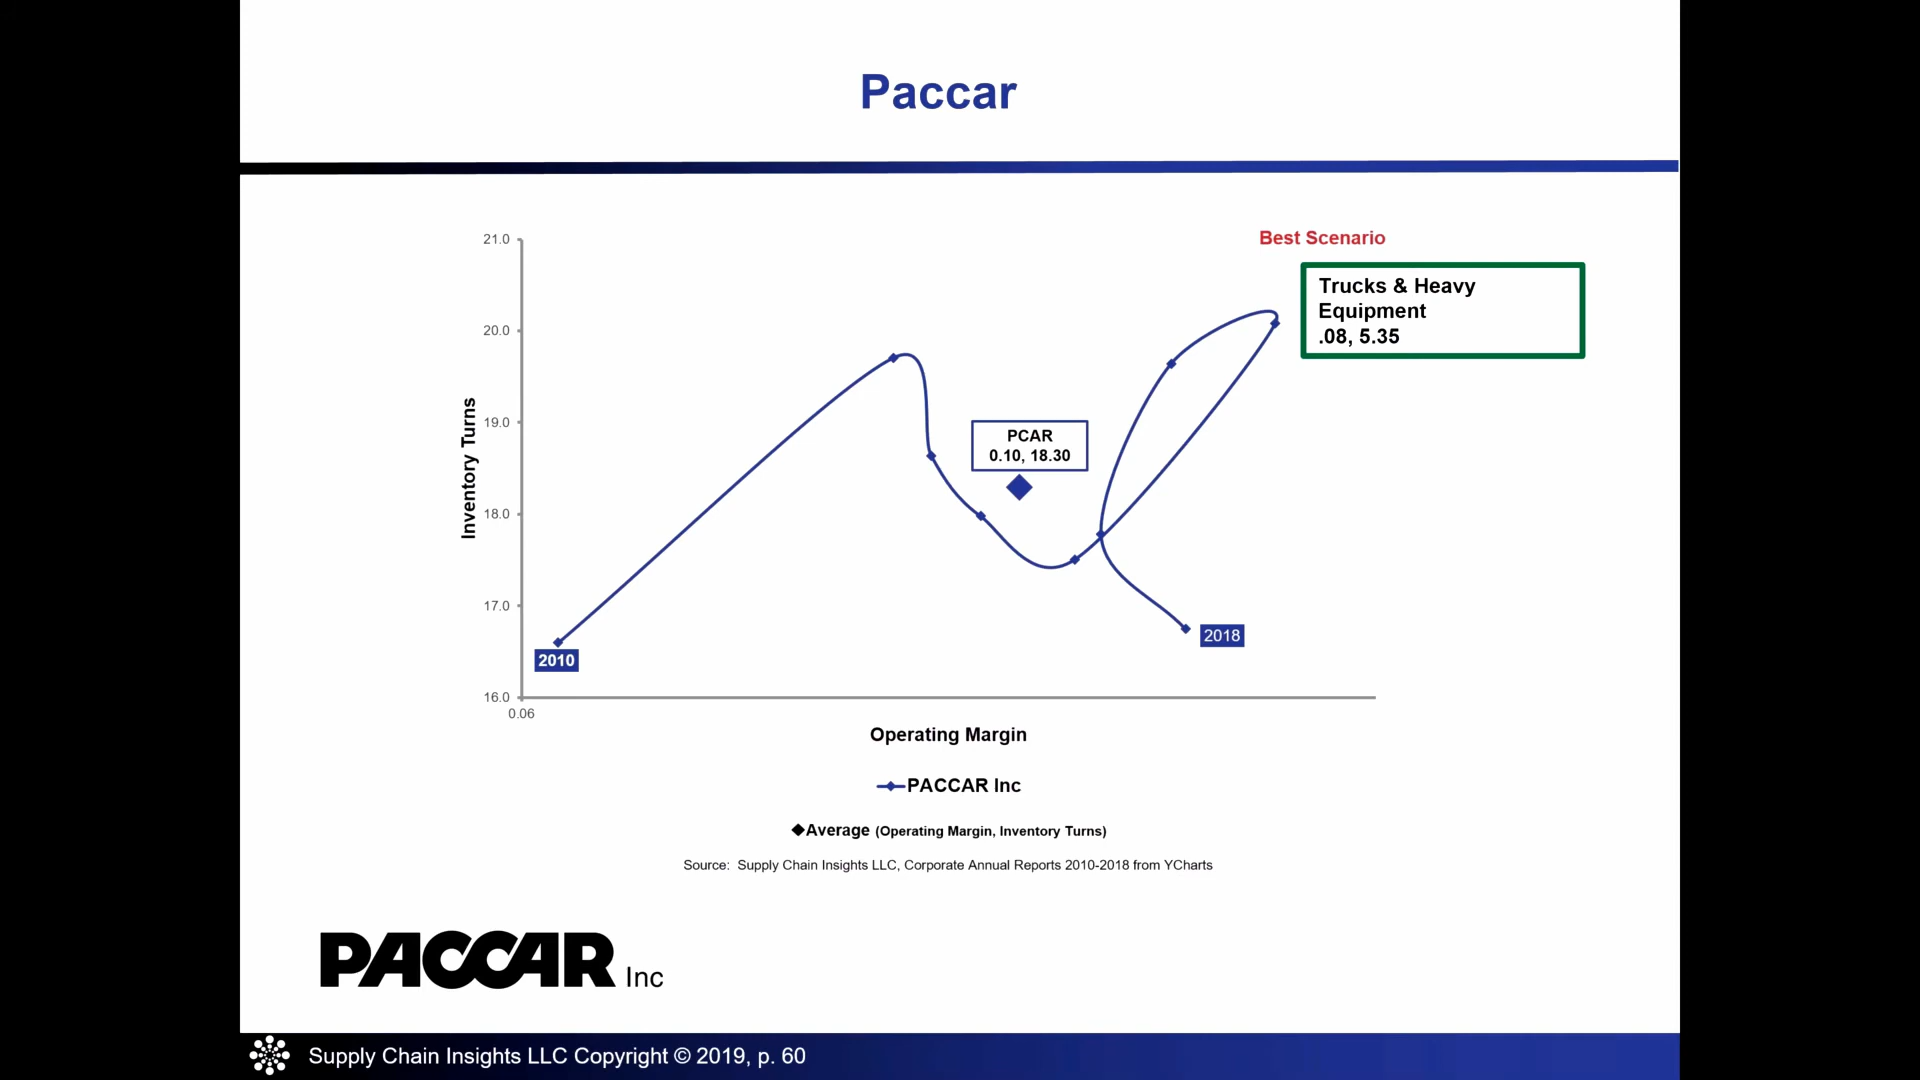 Paccar
Best Scenario
Trucks & Heavy
Equipment
.08, 5.35
21.0
20.0
19.0
18.0
17.0
16.0
Inventory Turns
PCAR
0.10, 18.30
2010
2018
0.06
Operating Margin
PACCAR Inc
Average (Operating Margin, Inventory Turns)
Source: Supply Chain Insights LLC, Corporate Annual Reports 2010-2018 from YCharts
PACCAR Inc
Supply Chain Insights LLC Copyright © 2019, p. 60